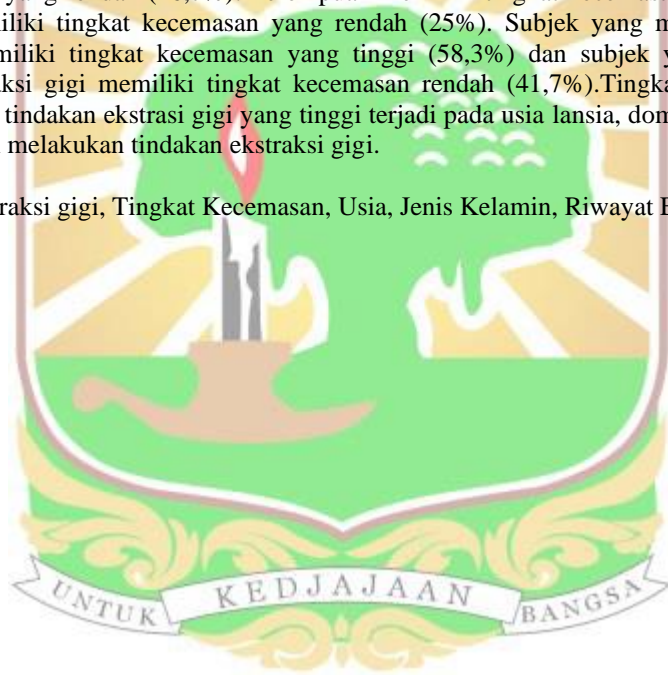 miliki tingkat kecemasan yang rendah (25%). Subjek yang m
miliki tingkat kecemasan yang tinggi (58,3%) dan subjek y
ksi gigi memiliki tingkat kecemasan rendah (41,7%).Tingka
tindakan ekstrasi gigi yang tinggi terjadi pada usia lansia, dom
melakukan tindakan ekstraksi gigi.
raksi gigi, Tingkat Kecemasan, Usia, Jenis Kelamin, Riwayat
UNTUK KEDJAJAAN BANGSA